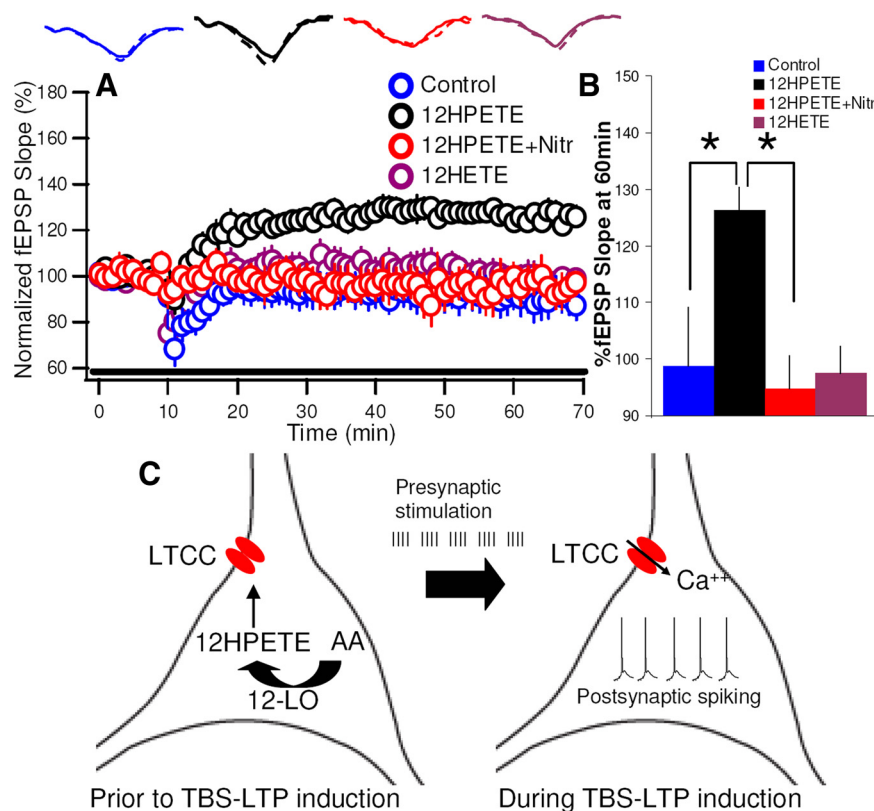 A
Control
12HPETE
12HPETE+Nitr
12HETE
Normalized fEPSP Slope (%)
180
160
140
120
100
80
60
0 10 20 30 40 50 60 70
Time (min)
B
Control
12HPETE
12HPETE+Nitr
12HETE
%fEPSP Slope at 60min
150
140
130
120
110
100
90
* *
C
LTCC
12HPETE AA
12-LO
Prior to TBS-LTP induction
Presynaptic
stimulation
LTCC
Ca++
Postsynaptic spiking
During TBS-LTP induction